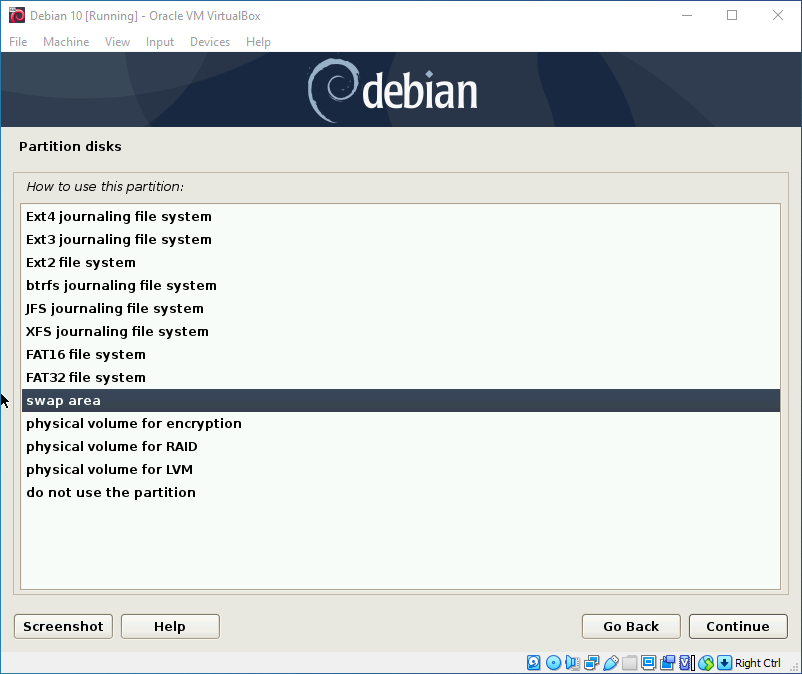 Debian 10 [Running] - Oracle VM VirtualBox
File Machine View Input Devices Help
debian
Partition disks
How to use this partition:
Ext4 journaling file system
Ext3 journaling file system
Ext2 file system
btrfs journaling file system
JFS journaling file system
XFS journaling file system
FAT16 file system
FAT32 file system
swap area
physical volume for encryption
physical volume for RAID
physical volume for LVM
do not use the partition
Screenshot Help Go Back Continue
Right Ctrl